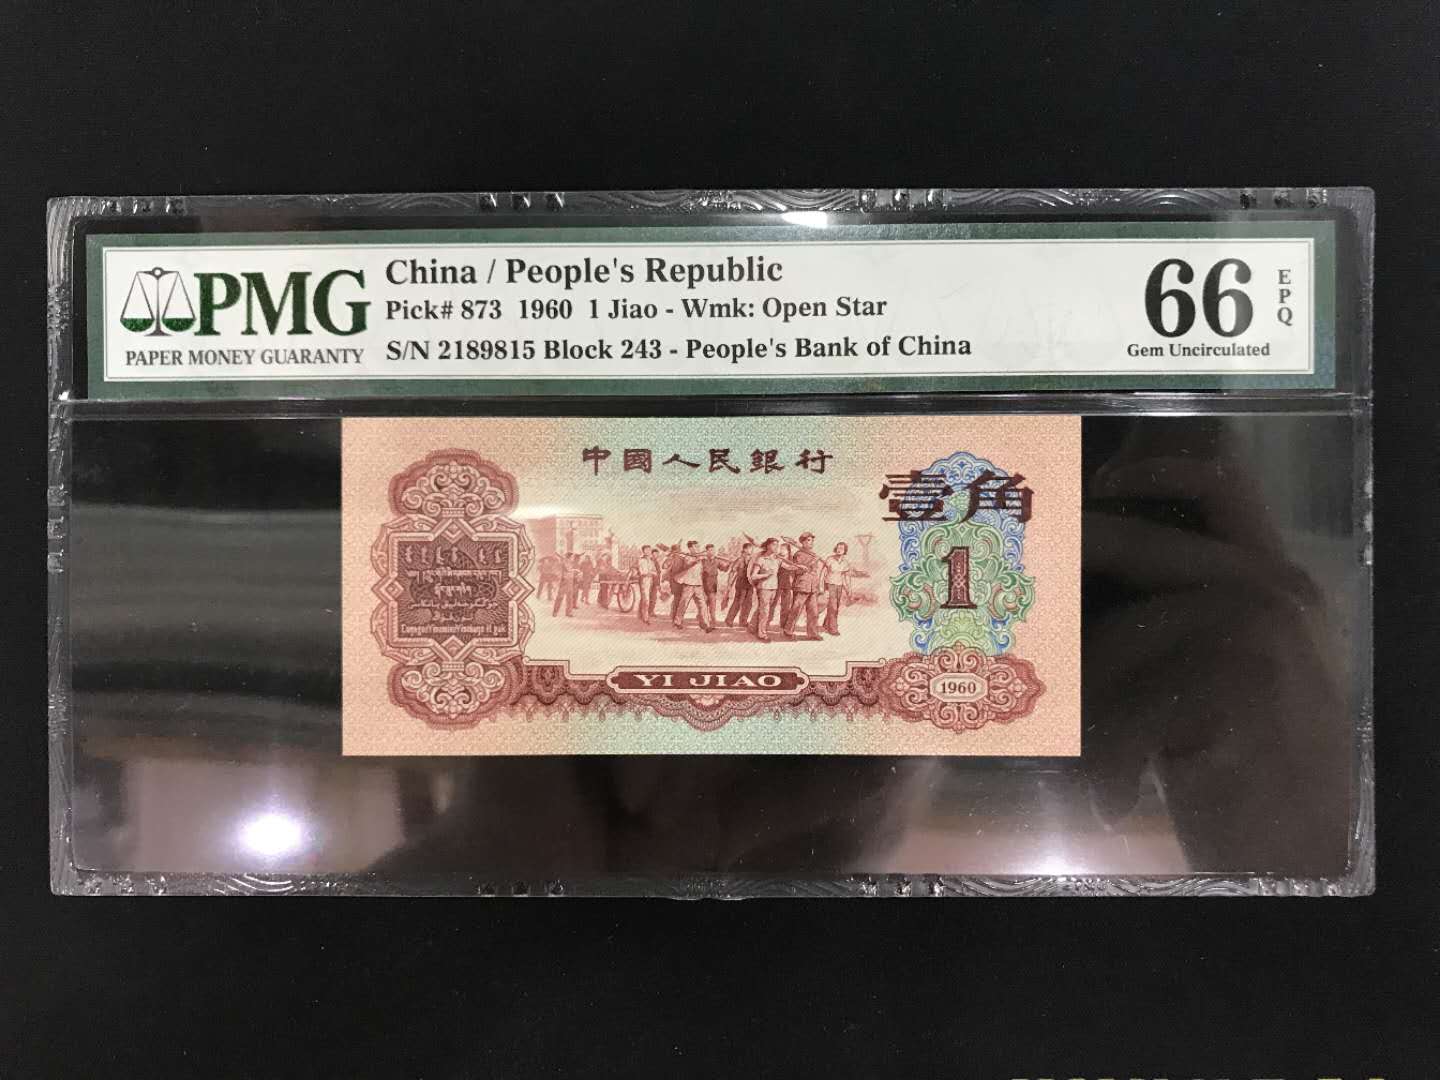 PMG
PAPER MONEY GUARANTY
China / People's Republic
Pick# 873 1960 1 Jiao - Wmk: Open Star
S/N 2189815 Block 243 - People's Bank of China
66
EPQ
Gem Uncirculated
中國人民銀行
壹角
1
YI JIAO
1960